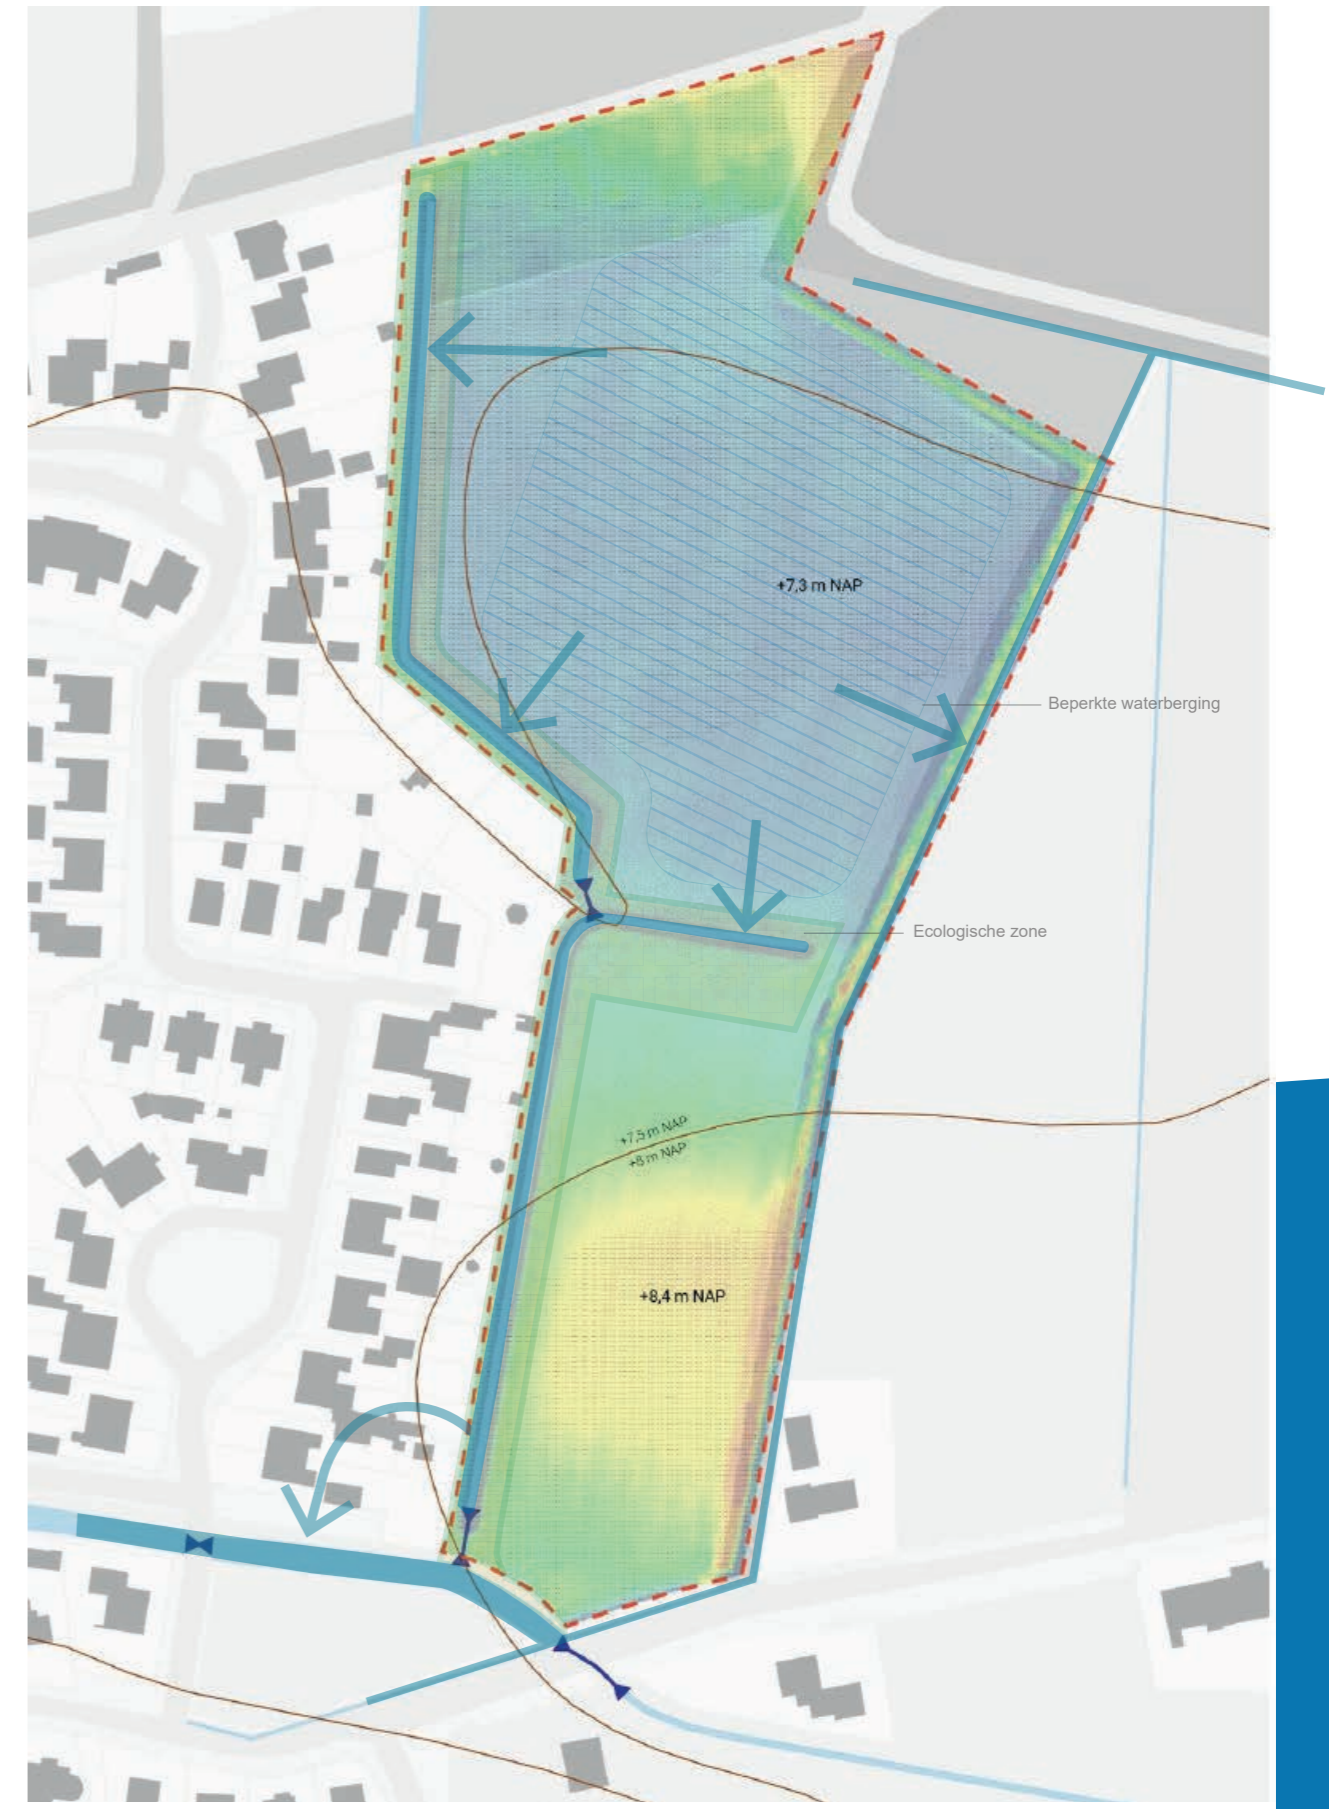 +7,3 m NAP
Beperkte waterberging
Ecologische zone
+7,5 m NAP
+8 m NAP
+8,4 m NAP